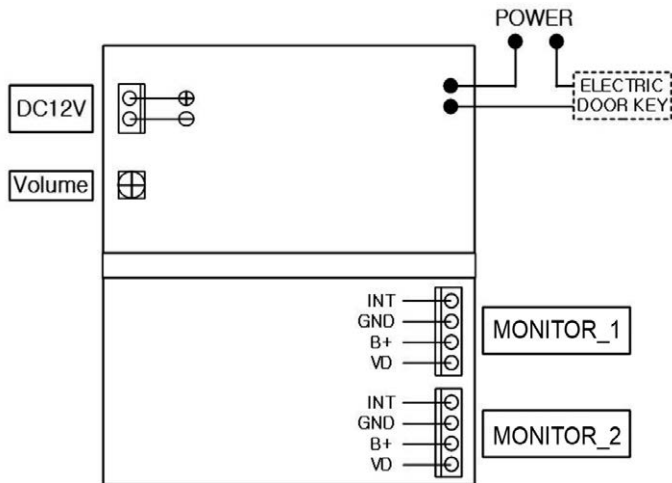 POWER
DC12V
ELECTRIC
DOOR KEY
Volume
INT
GND
B+
VD
MONITOR_1
INT
GND
B+
VD
MONITOR_2